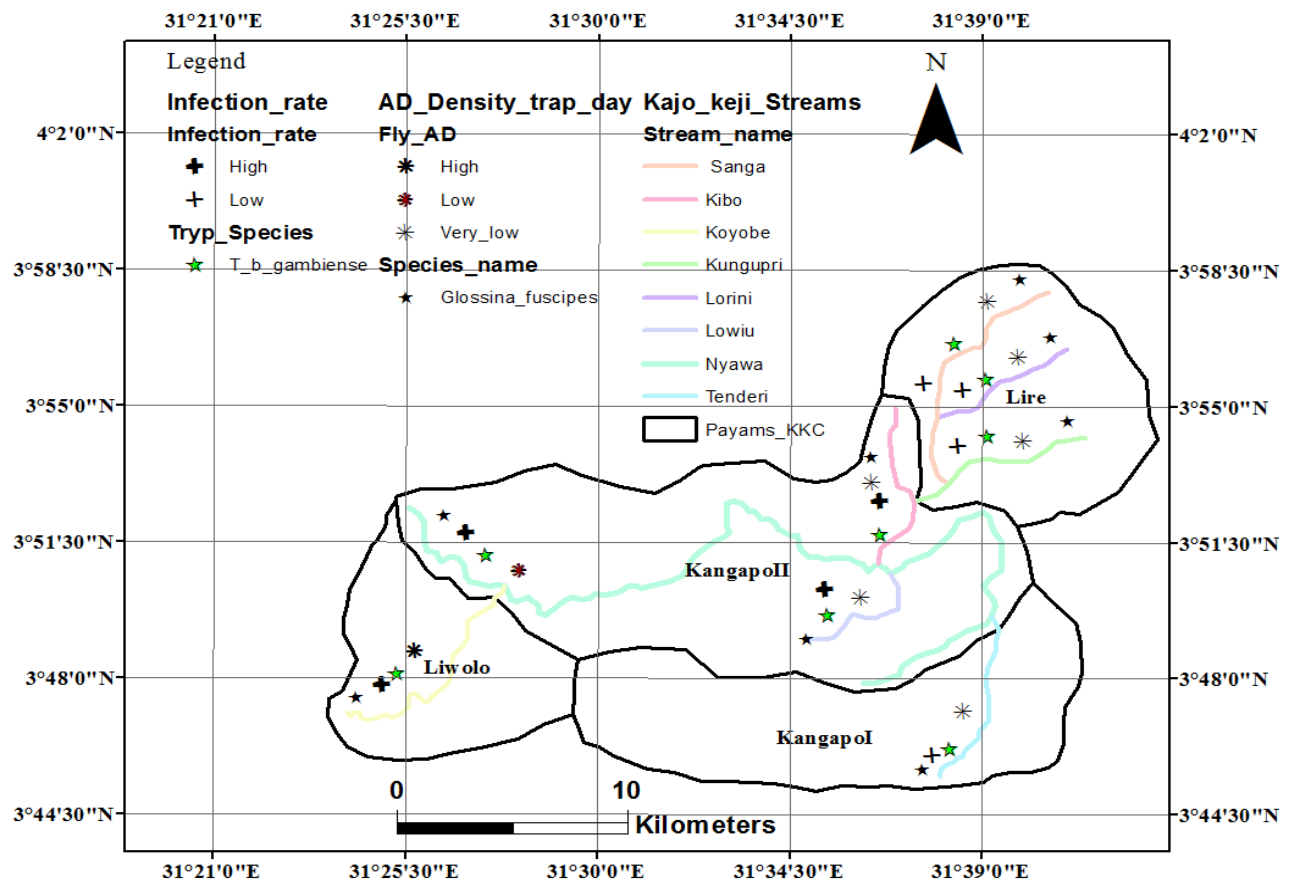 31°21'0"E 31°25'30"E 31°30'0"E 31°34'30"E 31°39'0"E
Legend
N
Infection_rate AD_Density_trap_day Kajo_keji_Streams
4°2'0"N Infection_rate Fly_AD Stream_name 4°2'0"N
High High Sanga
Low Low Kibo
Tryp_Species Very_low Koyobe
T_b_gambiense Species_name Kungupri
3°58'30"N 3°58'30"N
Glossina_fuscipes Lorini
Lowiu
Nyawa
Tenderi Lire
3°55'0"N 3°55'0"N
Payams_KKC
3°51'30"N 3°51'30"N
KangapoII
Liwolo
3°48'0"N 3°48'0"N
KangapoI
0 10
3°44'30"N 3°44'30"N
Kilometers
31°21'0"E 31°25'30"E 31°30'0"E 31°34'30"E 31°39'0"E